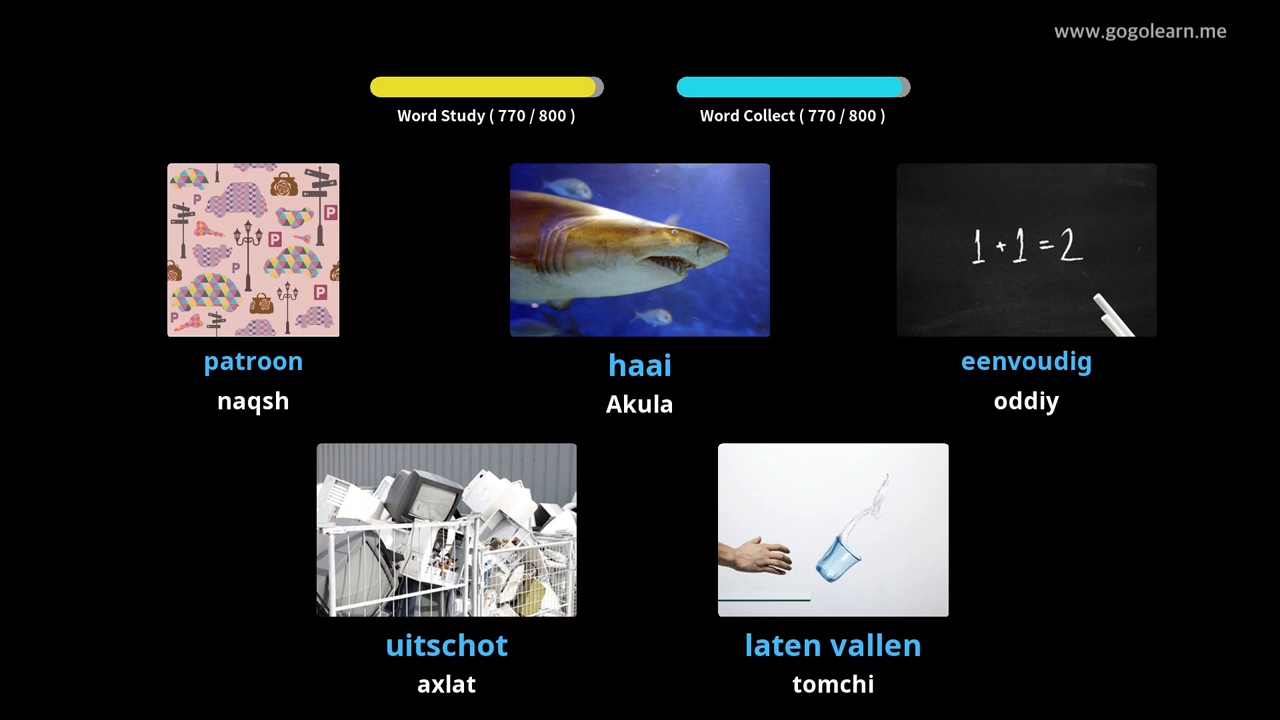 www.gogolearn.me
Word Study ( 770 / 800 )
Word Collect ( 770 / 800 )
P
P
P
P
P
P
1 + 1 = 2
patroon
haai
eenvoudig
naqsh
Akula
oddiy
uitschot
laten vallen
axlat
tomchi